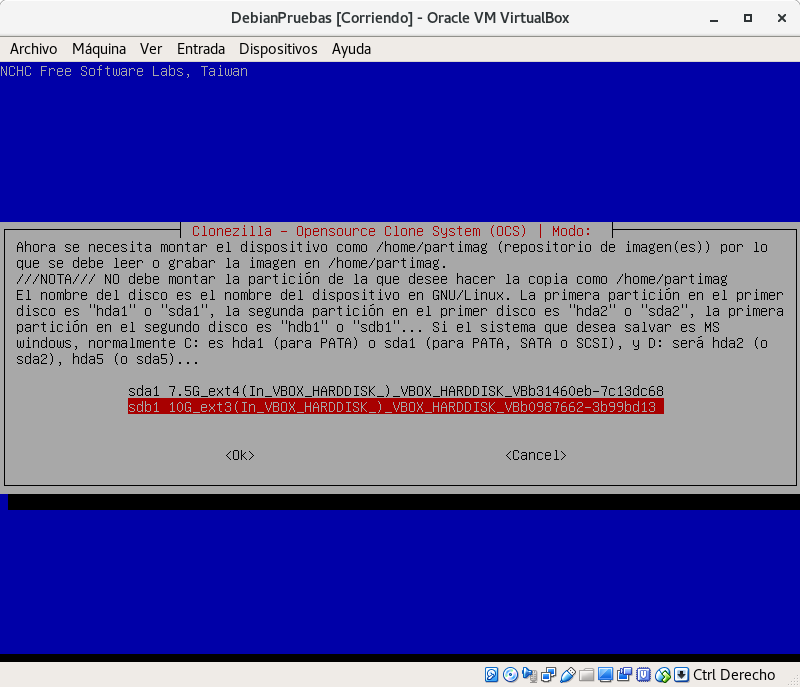 DebianPruebas [Corriendo] - Oracle VM VirtualBox
Archivo Máquina Ver Entrada Dispositivos Ayuda
NCHC Free Software Labs, Taiwan
Clonezilla - Opensource Clone System (OCS) | Modo:
Ahora se necesita montar el dispositivo como /home/partimag (repositorio de imagen(es)) por lo
que se debe leer o grabar la imagen en /home/partimag.
///NOTA/// NO debe montar la partición de la que desee hacer la copia como /home/partimag
El nombre del disco es el nombre del dispositivo en GNU/Linux. La primera partición en el primer
disco es "hda1" o "sda1", la segunda partición en el primer disco es "hda2" o "sda2", la primera
partición en el segundo disco es "hdb1" o "sdb1"... Si el sistema que desea salvar es MS
windows, normalmente C: es hda1 (para PATA) o sda1 (para PATA, SATA o SCSI), y D: será hda2 (o
sda2), hda5 (o sda5)...
sda1 7.5G_ext4(In_VBOX_HARDDISK_)_VBOX_HARDDISK_VBb31460eb-7c13dc68
sdb1 10G_ext3(In_VBOX_HARDDISK_)_VBOX_HARDDISK_VBb0987662-3b99bd13
<Ok> <Cancel>
Ctrl Derecho